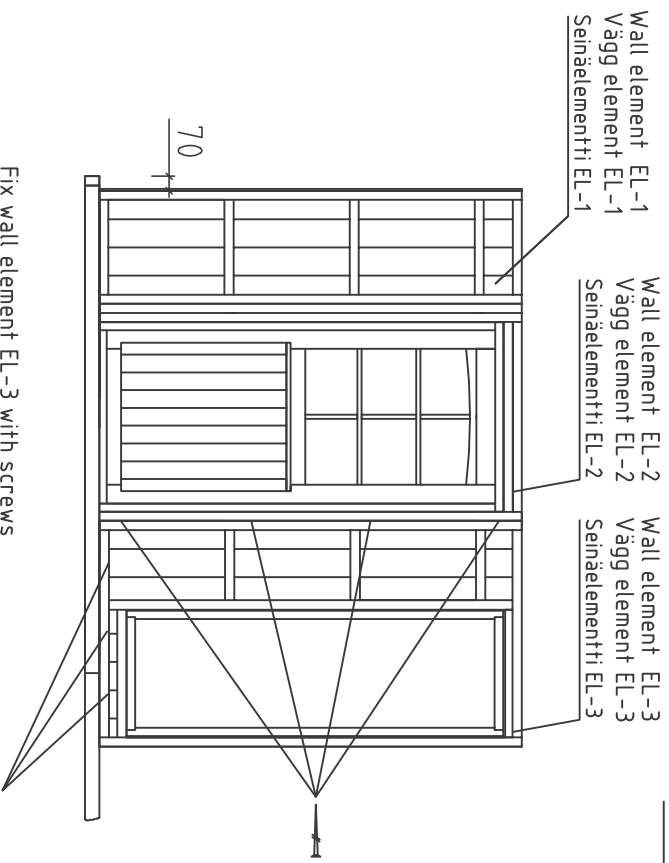 Wall element EL-1
Vägg element EL-1
Seinäelementti EL-1
Wall element EL-2
Vägg element EL-2
Seinäelementti EL-2
Wall element EL-3
Vägg element EL-3
Seinäelementti EL-3
70
Fix wall element EL-3 with screws